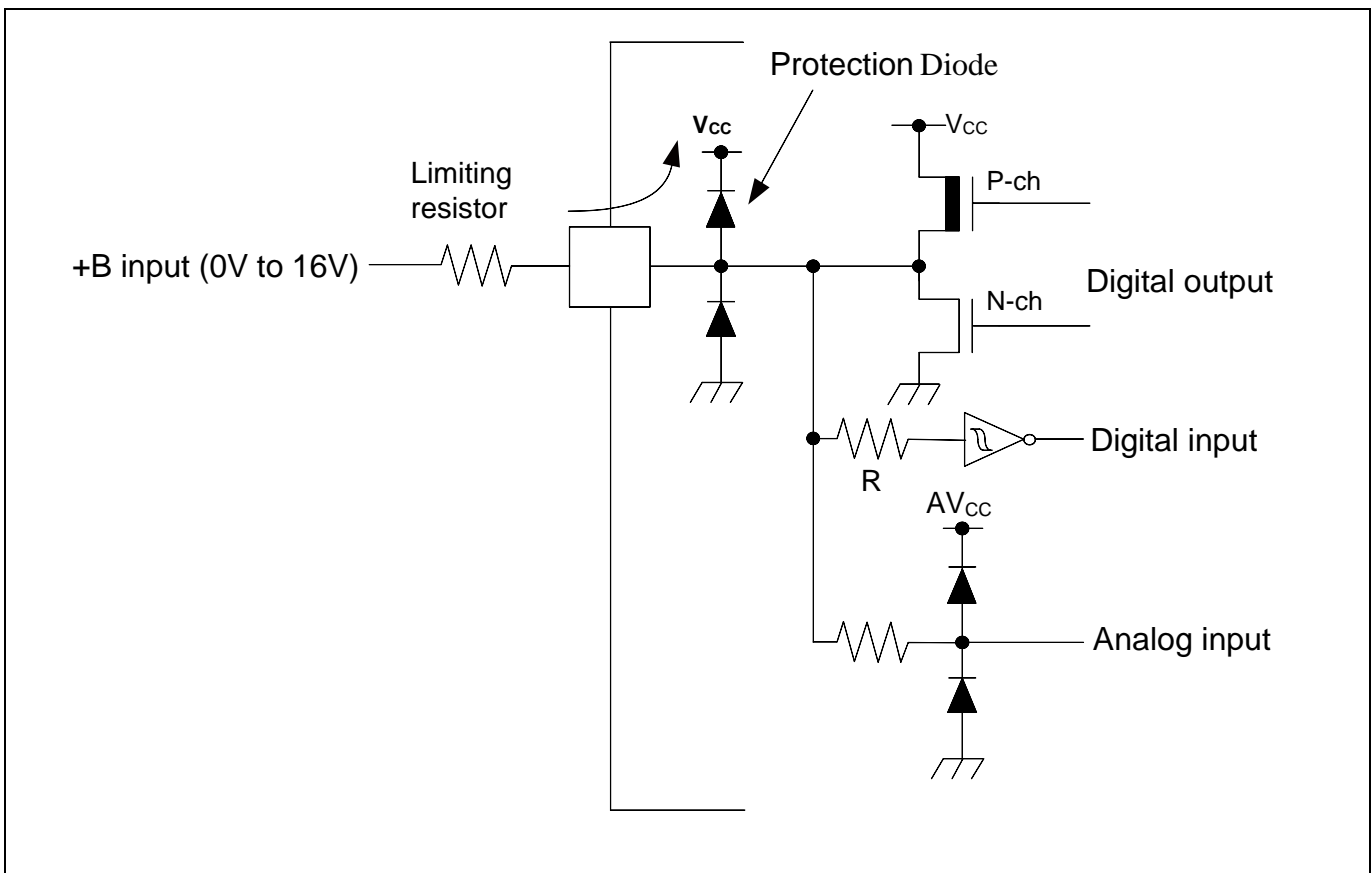 Protection Diode
Vcc
VCC
Limiting
resistor
P-ch
+B input (0V to 16V)
Digital output
N-ch
Digital input
R
AVCC
Analog input